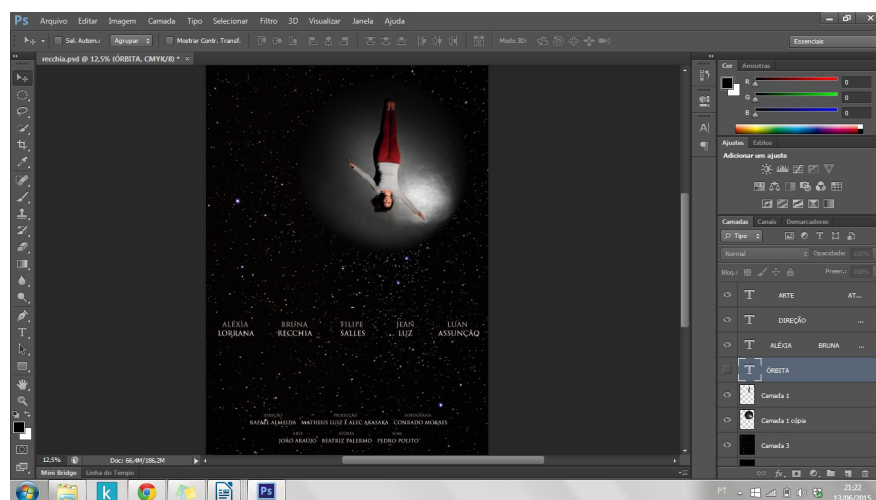 Ps Arquivo Editar Imagem Camada Tipo Selecionar Filtro 3D Visualizar Janela Ajuda
Sel. Autom.: Agrupar Mostrar Contr. Transf. Modo 3D: Essenciais
recchia.psd @ 12,5% (ÓRBITA, CMYK/8) * ×
Cor Amostras
R 0
G 0
B 0
Ajustes Estilos
Adicionar um ajuste
Camadas Canais Demarcadores
Tipo
Normal Opacidade: 100%
Bloq.: Preen.: 100%
T ARTE AT...
T DIREÇÃO ...
T ALÉXIA BRUNA ...
T ÓRBITA
Camada 1
Camada 1 cópia
Camada 3
ALÉXIA BRUNA FILIPE JEAN LUAN
LORRANA RECCHIA SALLES LUZ ASSUNÇÃO
DIREÇÃO PRODUÇÃO FOTOGRAFIA
RAFAEL ALMEIDA MATHEUS LUIZ E ALEC AKASAKA CONRADO MORAES
ARTE ATORES SOM
JOÃO ARAÚJO BEATRIZ PALERMO PEDRO POLITO
12,5% Doc: 66,4M/186,2M
Mini Bridge Linha do Tempo
k Ps PT 21:22
13/06/2015